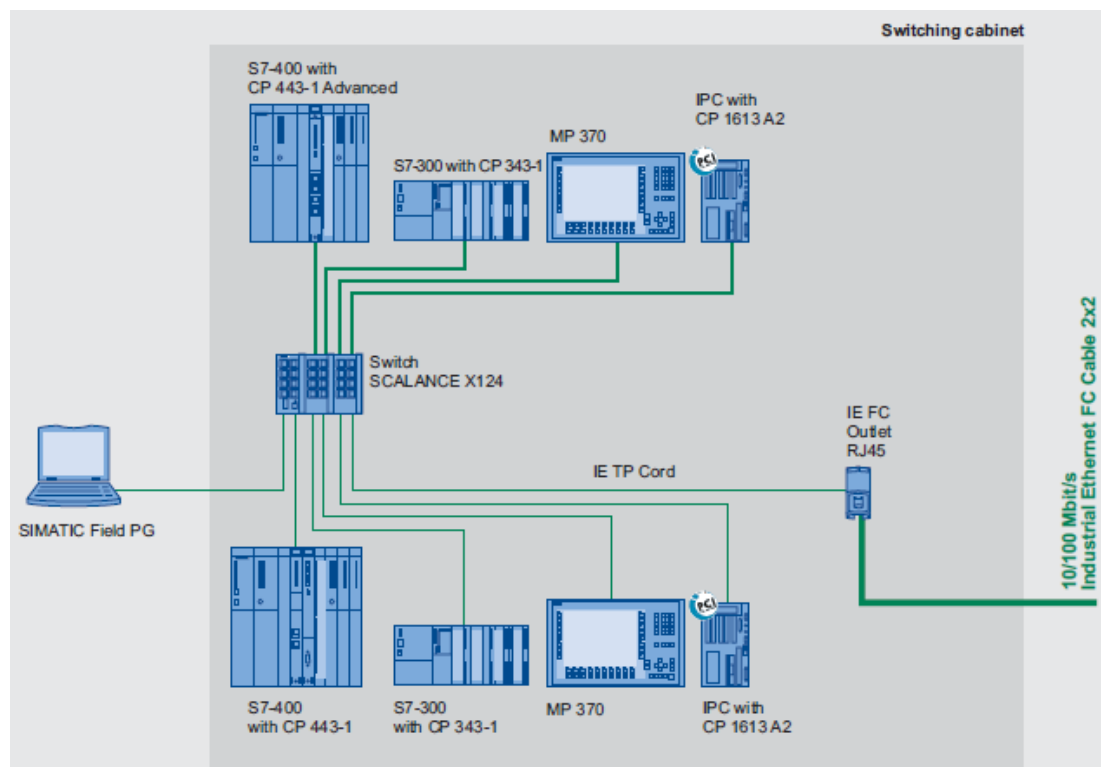 Switching cabinet
S7-400 with
CP 443-1 Advanced
IPC with
CP 1613 A2
MP 370
PCI
S7-300 with CP 343-1
Switch
SCALANCE X124
IE FC
Outlet
RJ45
IE TP Cord
SIMATIC Field PG
10/100 Mbit/s
Industrial Ethernet FC Cable 2x2
PCI
S7-400
with CP 443-1
S7-300
with CP 343-1
MP 370
IPC with
CP 1613 A2